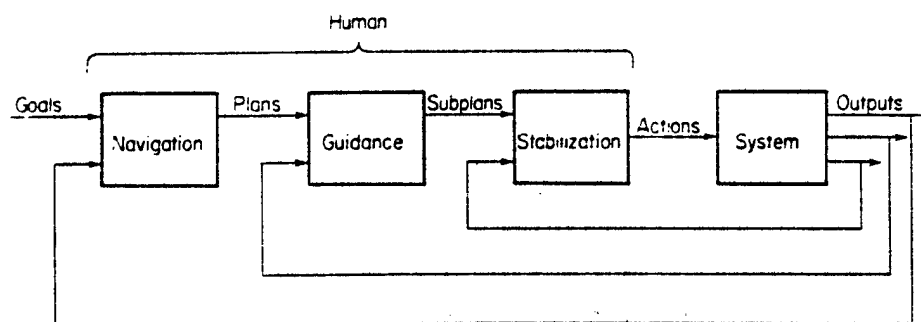 Human
Goals
Plans
Subplans
Actions
Outputs
Navigation
Guidance
Stabilization
System